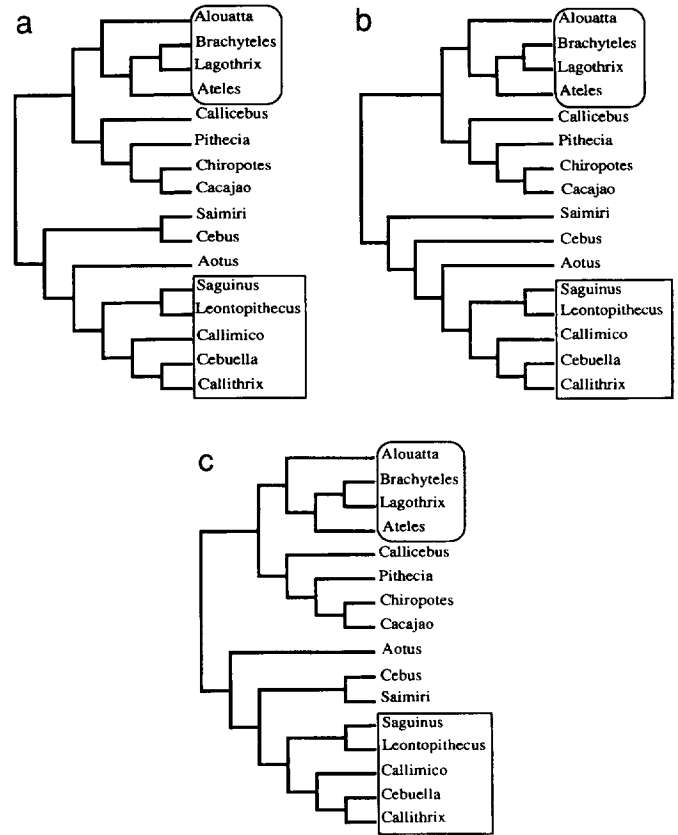 a
Alouatta
Brachyteles
Lagothrix
Ateles
Callicebus
Pithecia
Chiropotes
Cacajao
Saimiri
Cebus
Aotus
Saguinus
Leontopithecus
Callimico
Cebuella
Callithrix
b
Alouatta
Brachyteles
Lagothrix
Ateles
Callicebus
Pithecia
Chiropotes
Cacajao
Saimiri
Cebus
Aotus
Saguinus
Leontopithecus
Callimico
Cebuella
Callithrix
c
Alouatta
Brachyteles
Lagothrix
Ateles
Callicebus
Pithecia
Chiropotes
Cacajao
Aotus
Cebus
Saimiri
Saguinus
Leontopithecus
Callimico
Cebuella
Callithrix